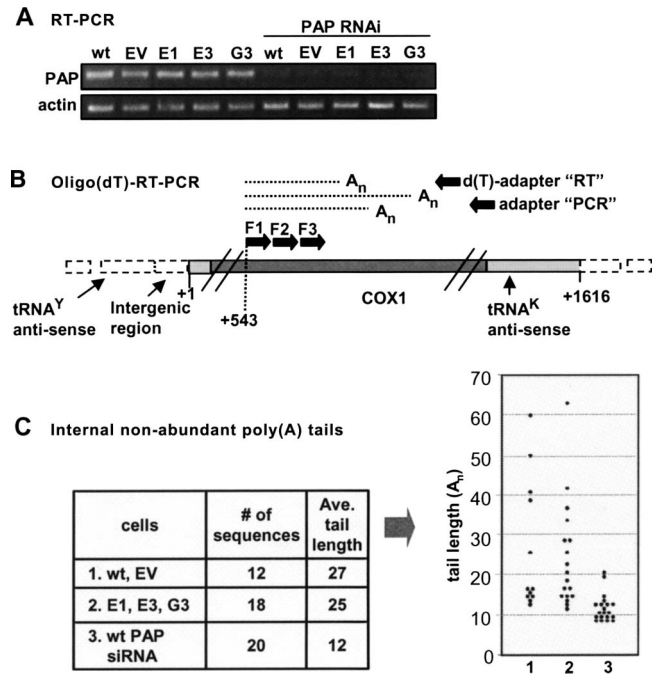 A RT-PCR
PAP RNAi
wt EV E1 E3 G3 wt EV E1 E3 G3
PAP
actin
B Oligo(dT)-RT-PCR
An
An
An
d(T)-adapter “RT”
adapter “PCR”
F1 F2 F3
tRNAY
anti-sense
Intergenic
region
+1
+543
COX1
tRNAK
anti-sense
+1616
C Internal non-abundant poly(A) tails
cells
# of
sequences
Ave.
tail
length
1. wt, EV 12 27
2. E1, E3, G3 18 25
3. wt PAP
siRNA
20 12
tail length (An)
70
60
50
40
30
20
10
0
1 2 3